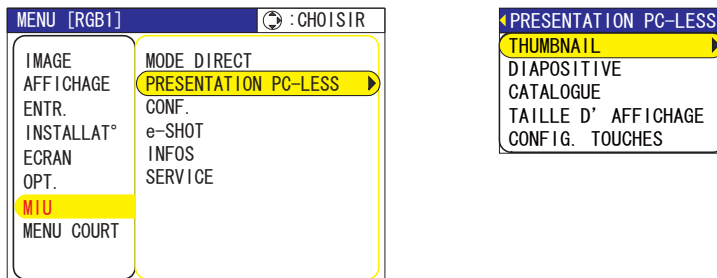 MENU [RGB1] :CHOISIR
IMAGE
AFFICHAGE
ENTR.
INSTALLAT°
ECRAN
OPT.
MIU
MENU COURT
MODE DIRECT
PRESENTATION PC-LESS
CONF.
e-SHOT
INFOS
SERVICE
PRESENTATION PC-LESS
THUMBNAIL
DIAPOSITIVE
CATALOGUE
TAILLE D’ AFFICHAGE
CONFIG. TOUCHES